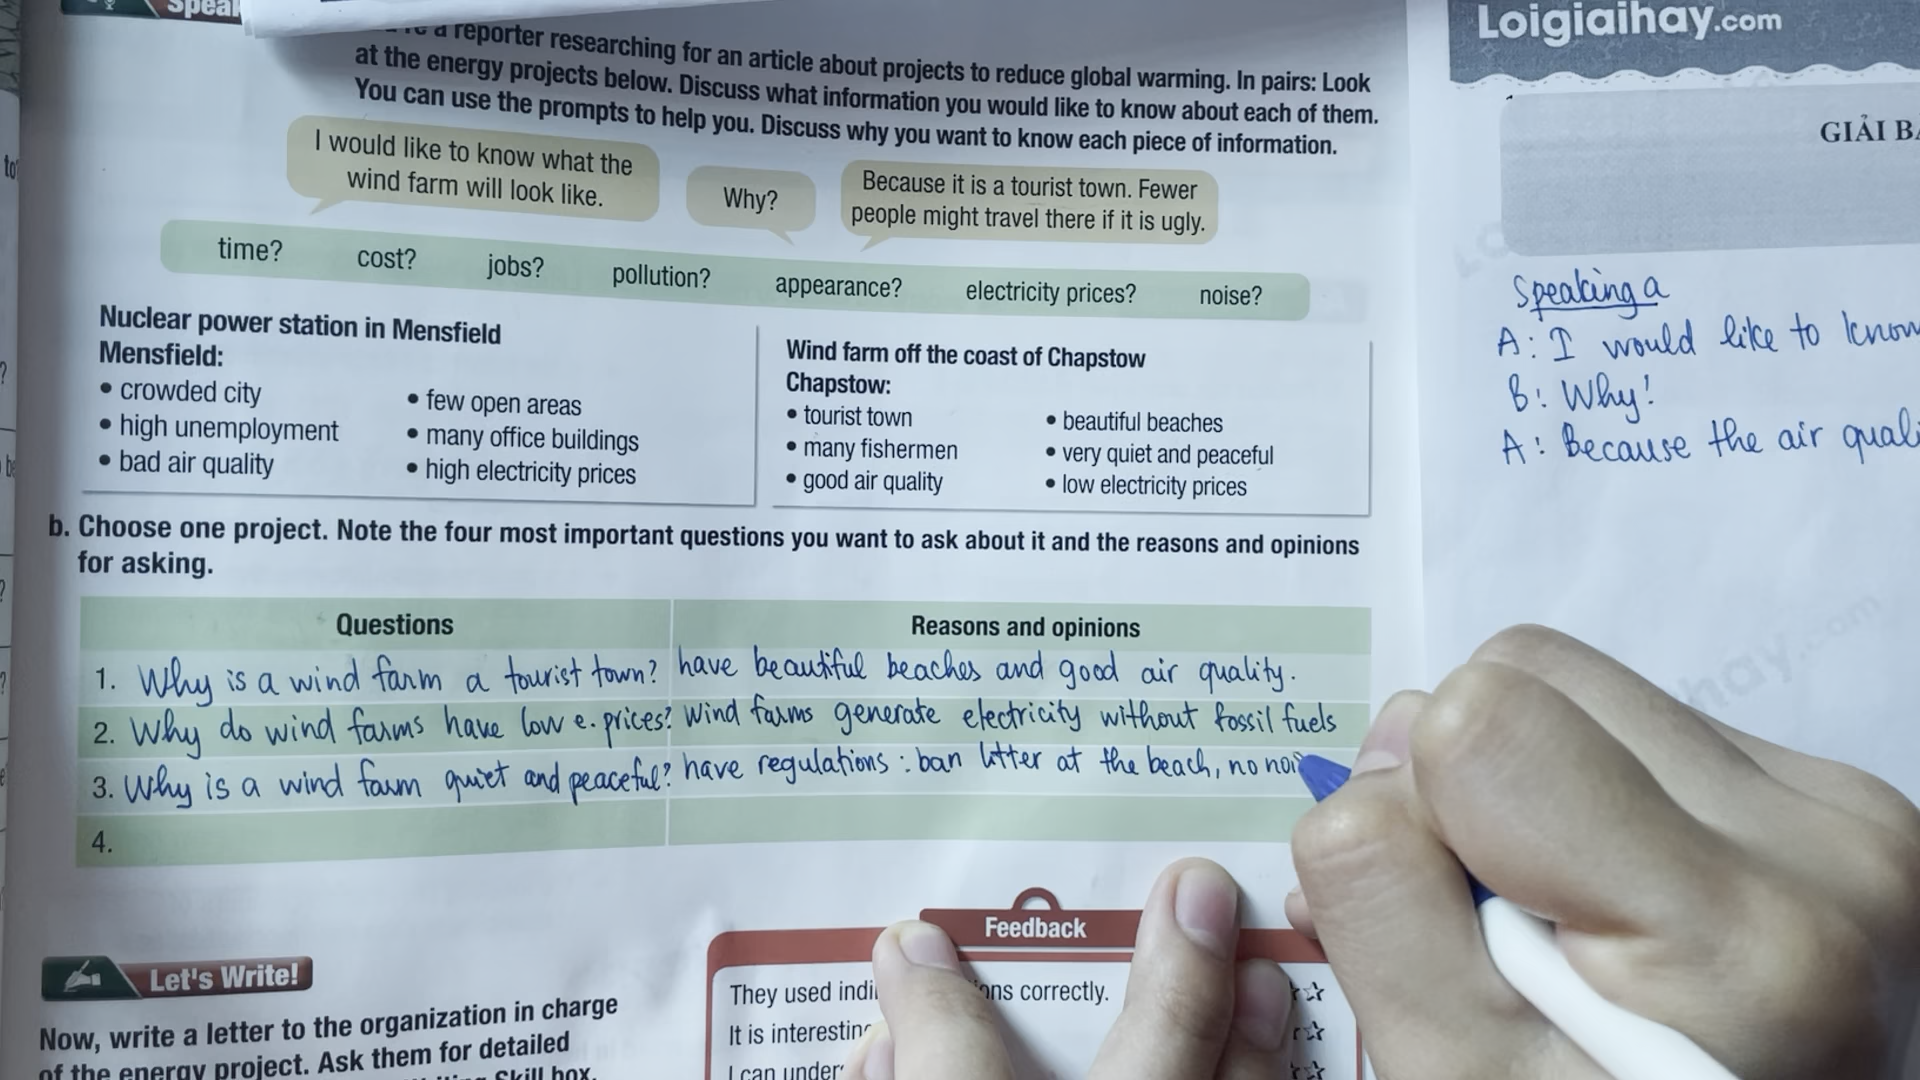 Speak
a reporter researching for an article about projects to reduce global warming. In pairs: Look
at the energy projects below. Discuss what information you would like to know about each of them.
You can use the prompts to help you. Discuss why you want to know each piece of information.
I would like to know what the
wind farm will look like.
Why?
Because it is a tourist town. Fewer
people might travel there if it is ugly.
time? cost? jobs? pollution? appearance? electricity prices? noise?
Nuclear power station in Mensfield
Mensfield:
• crowded city
• high unemployment
• bad air quality
• few open areas
• many office buildings
• high electricity prices
Wind farm off the coast of Chapstow
Chapstow:
• tourist town
• many fishermen
• good air quality
• beautiful beaches
• very quiet and peaceful
• low electricity prices
b. Choose one project. Note the four most important questions you want to ask about it and the reasons and opinions
for asking.
Questions Reasons and opinions
1. Why is a wind farm a tourist town? have beautiful beaches and good air quality.
2. Why do wind farms have low e. prices? Wind farms generate electricity without fossil fuels
3. Why is a wind farm quiet and peaceful? have regulations: ban litter at the beach, no noi
4.
Let's Write!
Now, write a letter to the organization in charge
of the energy project. Ask them for detailed
Skill box.
Feedback
They used indi ons correctly.
It is interestin
I can under
Loigiaihay.com
GIẢI BÀ
Speaking a
A: I would like to know
B: Why!
A: Because the air quali